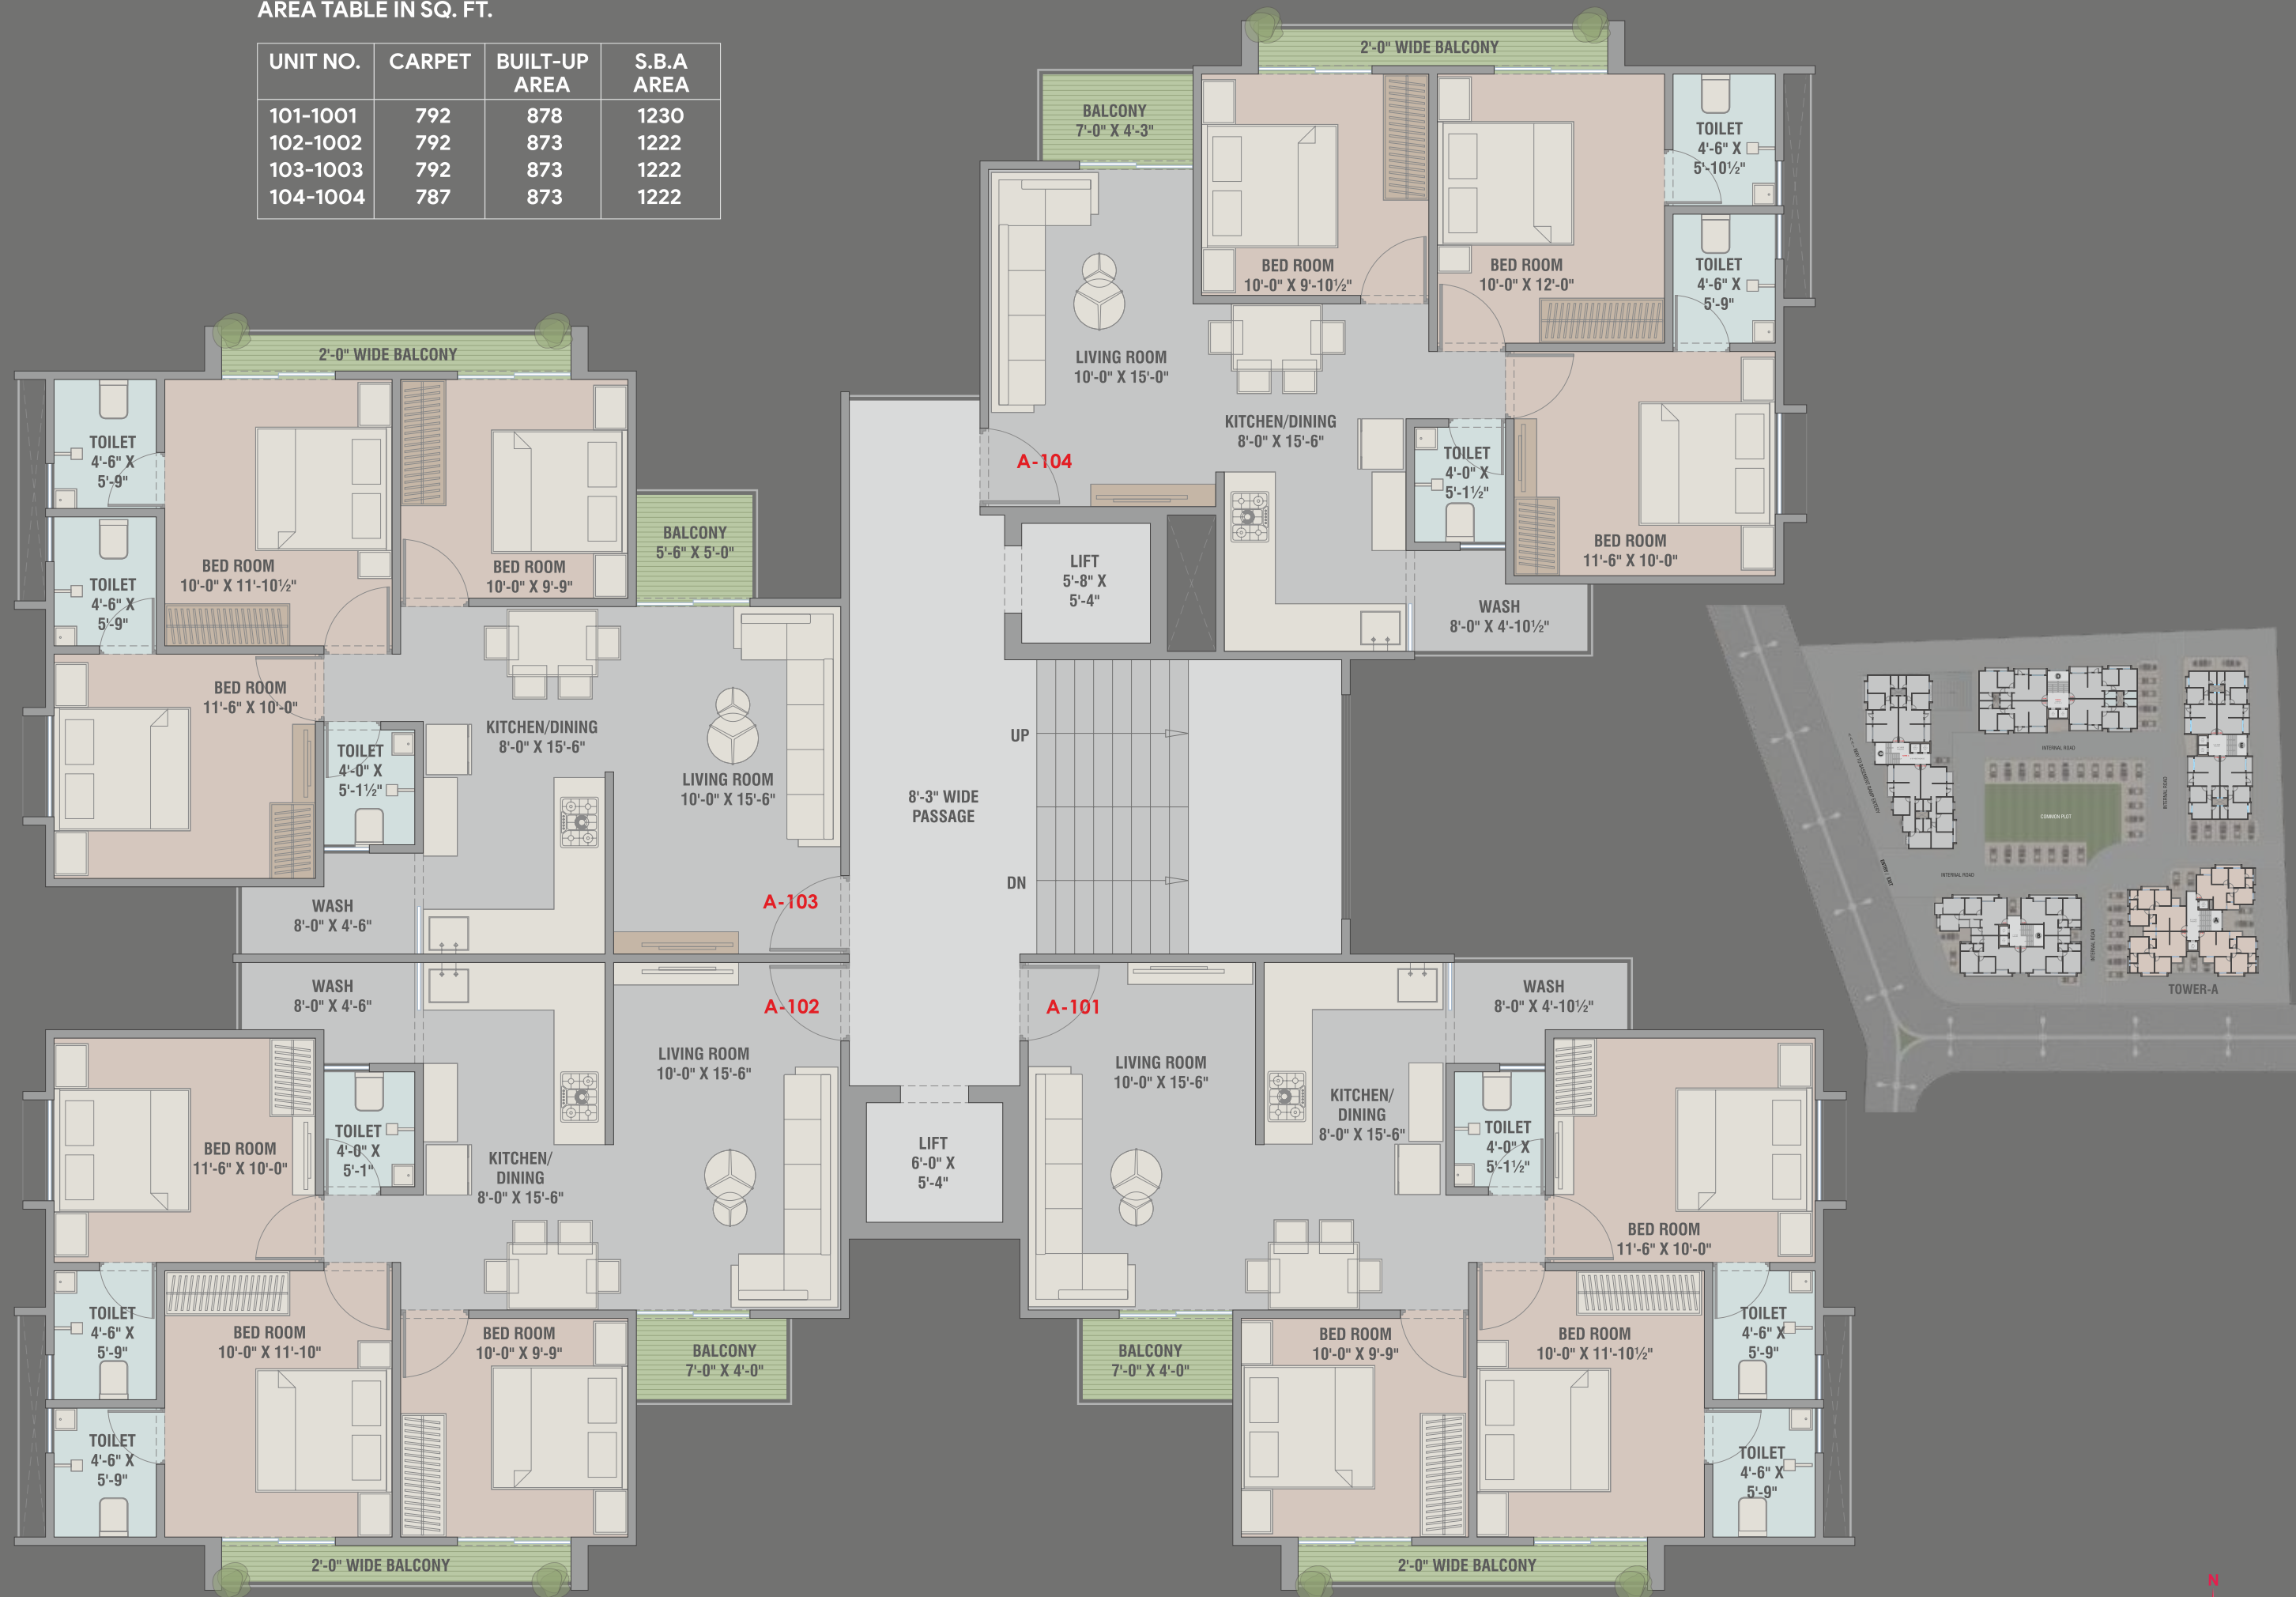 AREA TABLE IN SQ. FT.
UNIT NO. CARPET BUILT-UP AREA S.B.A AREA
101-1001 792 878 1230
102-1002 792 873 1222
103-1003 792 873 1222
104-1004 787 873 1222
2'-0" WIDE BALCONY
BALCONY
7'-0" X 4'-3"
TOILET
4'-6" X
5'-10½"
BED ROOM
10'-0" X 9'-10½"
BED ROOM
10'-0" X 12'-0"
TOILET
4'-6" X
5'-9"
LIVING ROOM
10'-0" X 15'-0"
KITCHEN/DINING
8'-0" X 15'-6"
A-104
TOILET
4'-0" X
5'-1½"
BED ROOM
11'-6" X 10'-0"
LIFT
5'-8" X
5'-4"
WASH
8'-0" X 4'-10½"
2'-0" WIDE BALCONY
TOILET
4'-6" X
5'-9"
BED ROOM
10'-0" X 11'-10½"
BED ROOM
10'-0" X 9'-9"
BALCONY
5'-6" X 5'-0"
TOILET
4'-6" X
5'-9"
BED ROOM
11'-6" X 10'-0"
TOILET
4'-0" X
5'-1½"
KITCHEN/DINING
8'-0" X 15'-6"
LIVING ROOM
10'-0" X 15'-6"
A-103
WASH
8'-0" X 4'-6"
8'-3" WIDE
PASSAGE
UP
DN
WASH
8'-0" X 4'-6"
A-102
LIVING ROOM
10'-0" X 15'-6"
BED ROOM
11'-6" X 10'-0"
TOILET
4'-0" X
5'-1"
KITCHEN/
DINING
8'-0" X 15'-6"
LIFT
6'-0" X
5'-4"
TOILET
4'-6" X
5'-9"
BED ROOM
10'-0" X 11'-10"
BED ROOM
10'-0" X 9'-9"
BALCONY
7'-0" X 4'-0"
TOILET
4'-6" X
5'-9"
2'-0" WIDE BALCONY
A-101
LIVING ROOM
10'-0" X 15'-6"
WASH
8'-0" X 4'-10½"
KITCHEN/
DINING
8'-0" X 15'-6"
TOILET
4'-0" X
5'-1½"
BED ROOM
11'-6" X 10'-0"
BALCONY
7'-0" X 4'-0"
BED ROOM
10'-0" X 9'-9"
BED ROOM
10'-0" X 11'-10½"
TOILET
4'-6" X
5'-9"
TOILET
4'-6" X
5'-9"
2'-0" WIDE BALCONY
INTERNAL ROAD
INTERNAL ROAD
COMMON PLOT
INTERNAL ROAD
INTERNAL ROAD
ENTRY / EXIT
TOWER-A
N